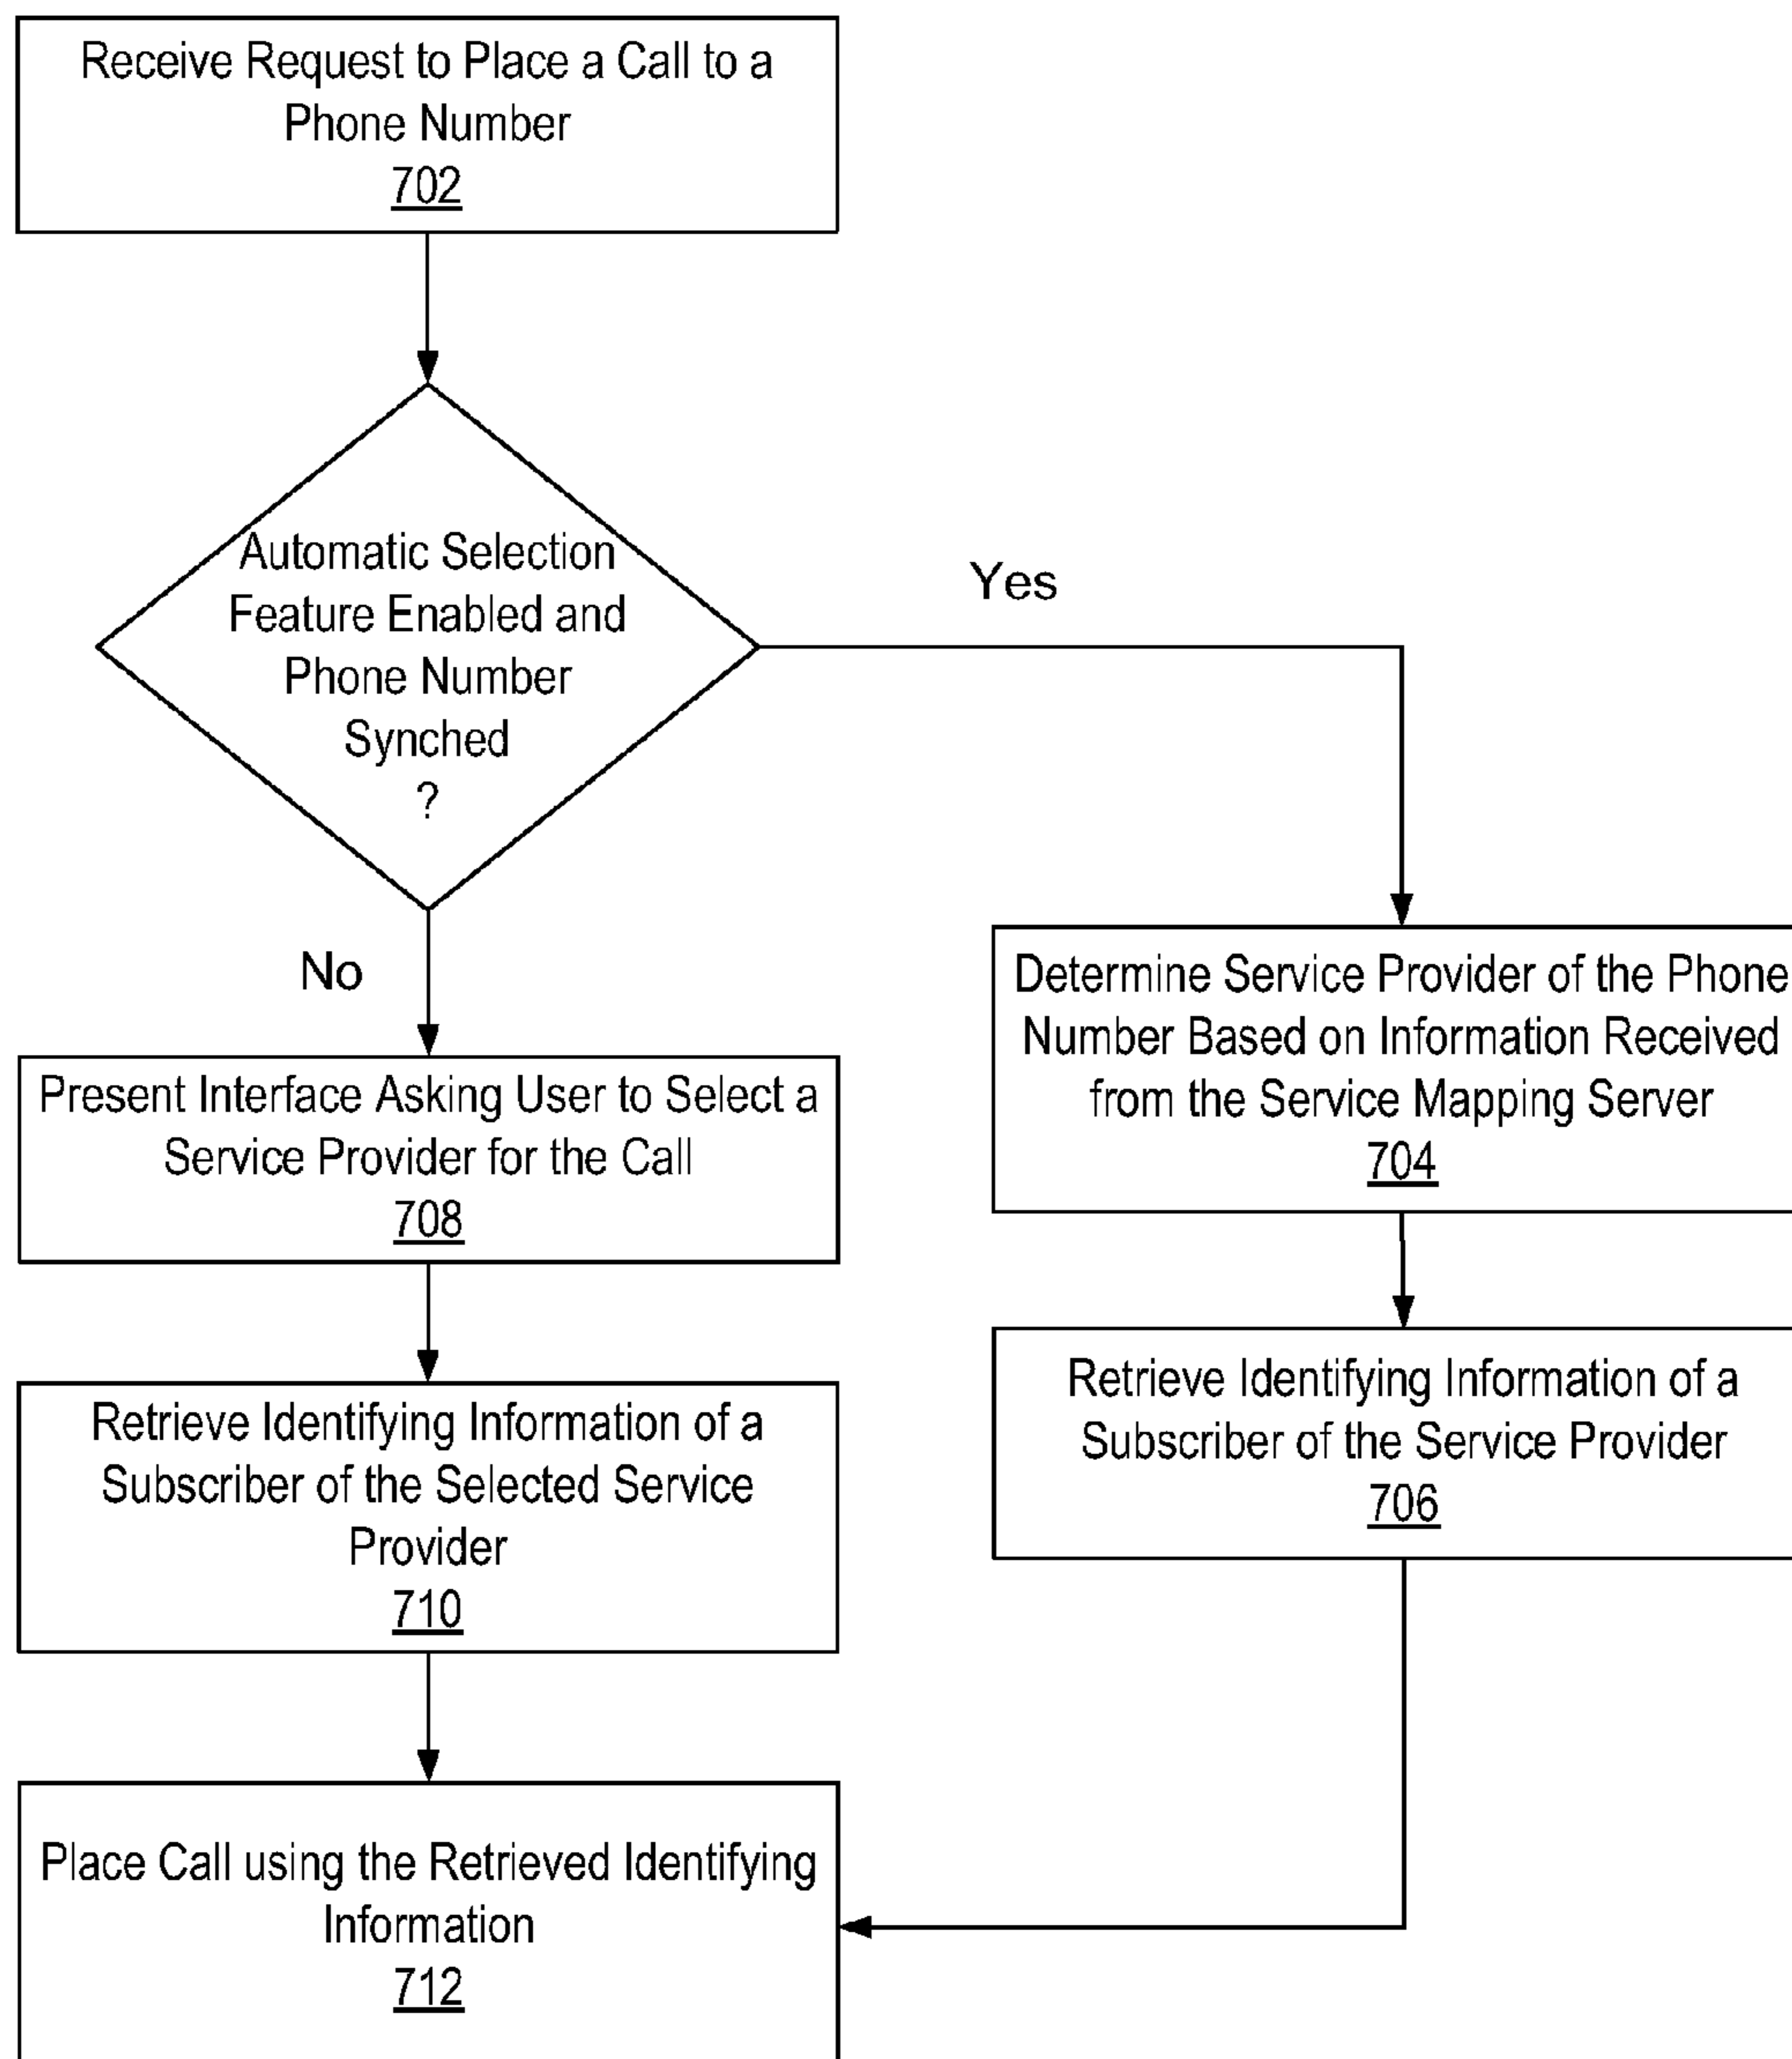 Receive Request to Place a Call to a
Phone Number
702
Automatic Selection
Feature Enabled and
Phone Number
Synched
?
Yes
No
Determine Service Provider of the Phone
Number Based on Information Received
from the Service Mapping Server
704
Present Interface Asking User to Select a
Service Provider for the Call
708
Retrieve Identifying Information of a
Subscriber of the Service Provider
706
Retrieve Identifying Information of a
Subscriber of the Selected Service
Provider
710
Place Call using the Retrieved Identifying
Information
712